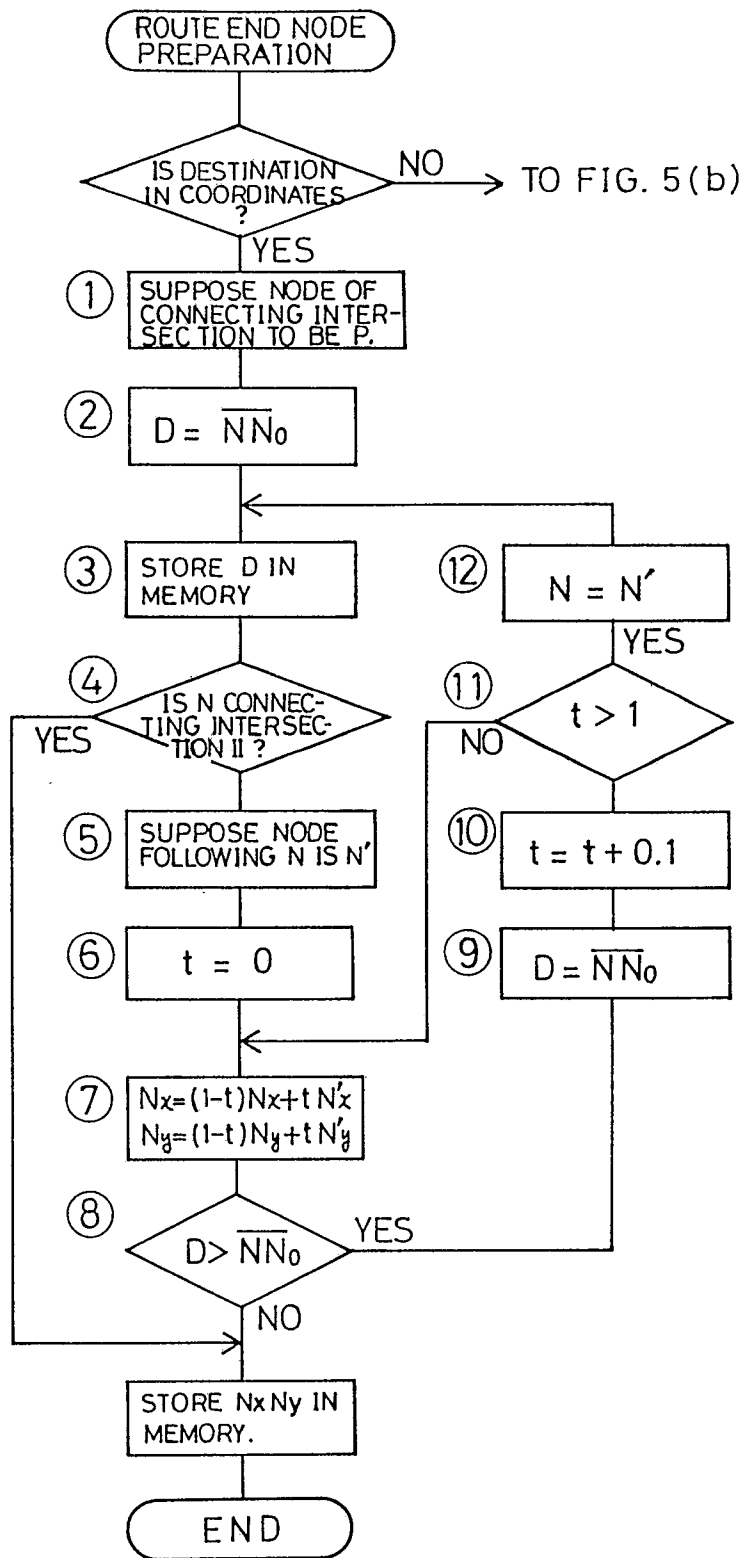 ROUTE END NODE
PREPARATION
IS DESTINATION
IN COORDINATES
?
NO
TO FIG. 5(b)
YES
① SUPPOSE NODE OF
CONNECTING INTER-
SECTION TO BE P.
② D = N̅N̅₀
③ STORE D IN
MEMORY
④ IS N CONNEC-
TING INTERSEC-
TION II ?
YES
⑤ SUPPOSE NODE
FOLLOWING N IS N′
⑥ t = 0
⑦ Nx=(1-t)Nx+t N′x
Ny=(1-t)Ny+t N′y
⑧ D> N̅N̅₀
YES
NO
⑨ D = N̅N̅₀
⑩ t = t + 0.1
⑪ t > 1
NO
YES
⑫ N = N′
STORE Nx Ny IN
MEMORY.
END